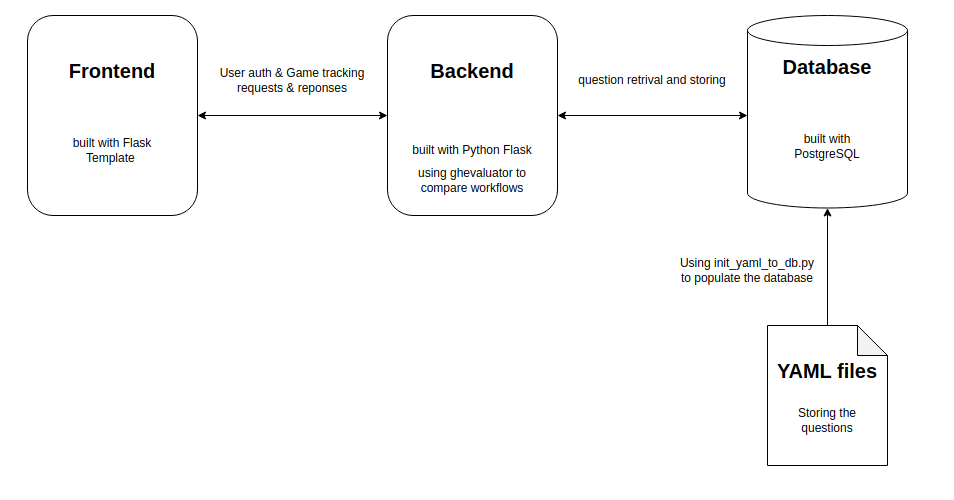 Frontend
built with Flask
Template
User auth & Game tracking
requests & reponses
Backend
built with Python Flask
using ghevaluator to
compare workflows
question retrival and storing
Database
built with
PostgreSQL
Using init_yaml_to_db.py
to populate the database
YAML files
Storing the
questions